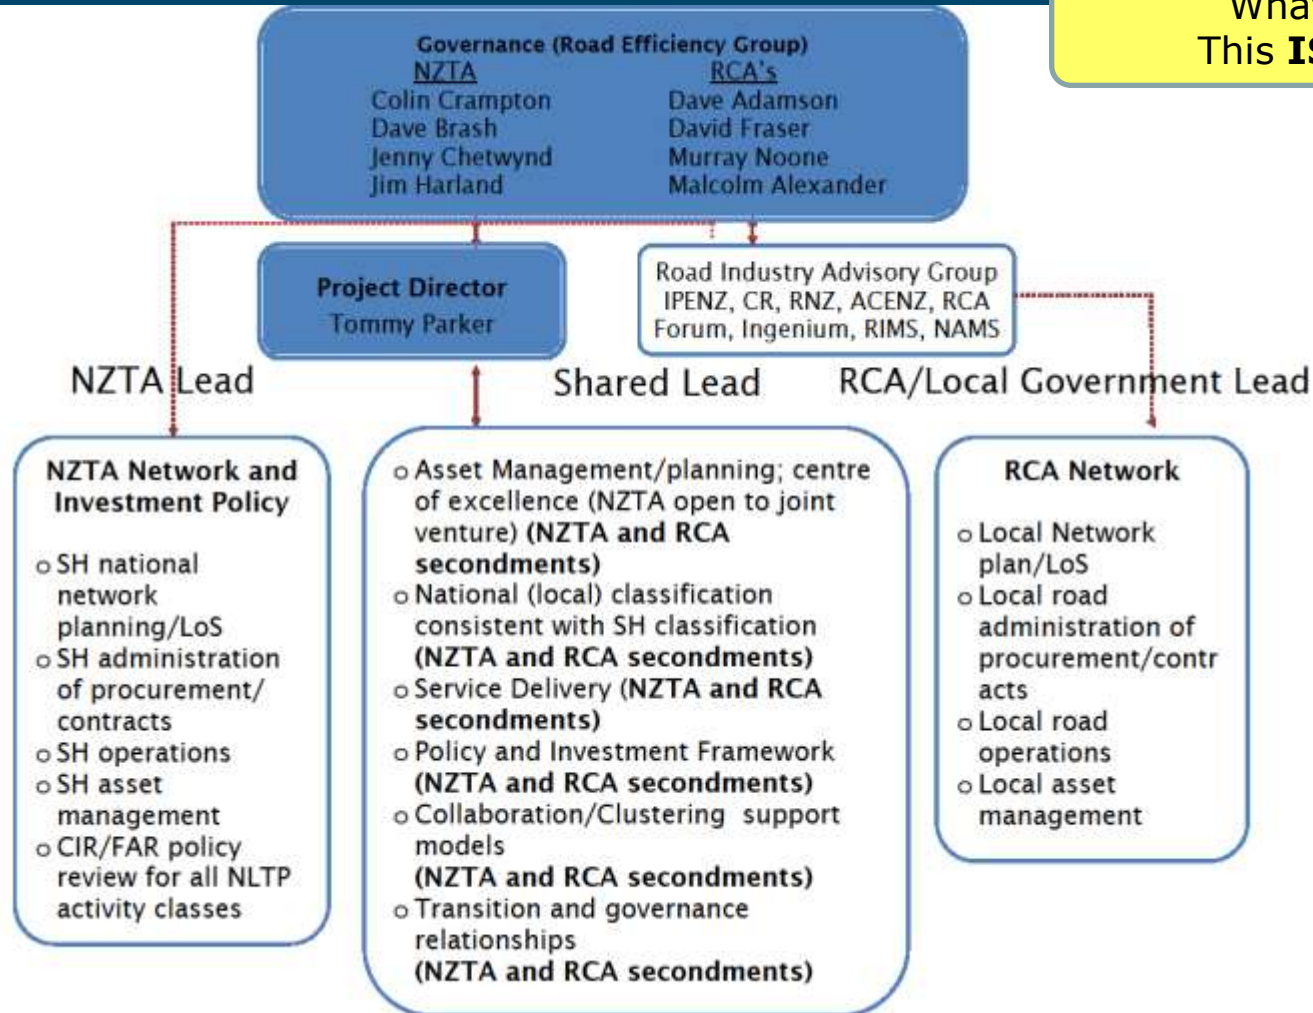 What
This IS
Governance (Road Efficiency Group)
NZTA
Colin Crampton
Dave Brash
Jenny Chetwynd
Jim Harland
RCA's
Dave Adamson
David Fraser
Murray Noone
Malcolm Alexander
Project Director
Tommy Parker
Road Industry Advisory Group
IPENZ, CR, RNZ, ACENZ, RCA
Forum, Ingenium, RIMS, NAMS
NZTA Lead
Shared Lead
RCA/Local Government Lead
NZTA Network and
Investment Policy
o SH national
network
planning/LoS
o SH administration
of procurement/
contracts
o SH operations
o SH asset
management
o CIR/FAR policy
review for all NLTP
activity classes
o Asset Management/planning; centre
of excellence (NZTA open to joint
venture) (NZTA and RCA
secondments)
o National (local) classification
consistent with SH classification
(NZTA and RCA secondments)
o Service Delivery (NZTA and RCA
secondments)
o Policy and Investment Framework
(NZTA and RCA secondments)
o Collaboration/Clustering support
models
(NZTA and RCA secondments)
o Transition and governance
relationships
(NZTA and RCA secondments)
RCA Network
o Local Network
plan/LoS
o Local road
administration of
procurement/contr
acts
o Local road
operations
o Local asset
management